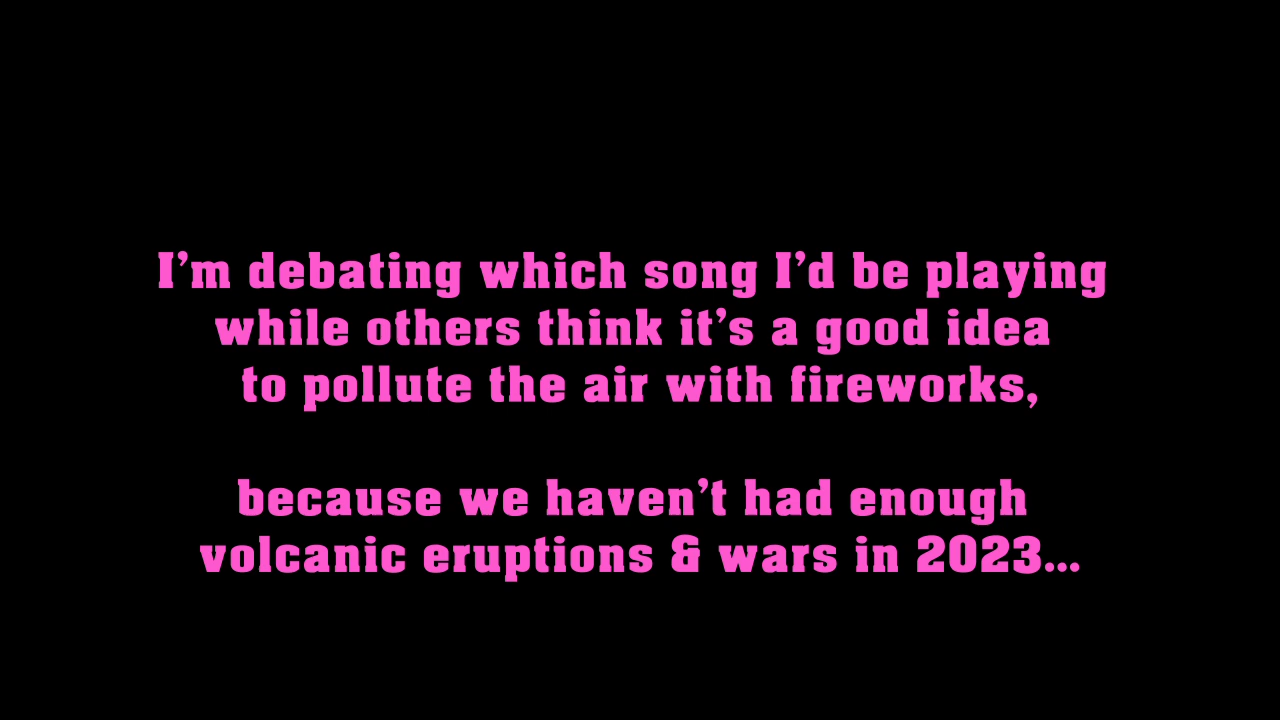 I’m debating which song I’d be playing
while others think it’s a good idea
to pollute the air with fireworks,
because we haven’t had enough
volcanic eruptions & wars in 2023...